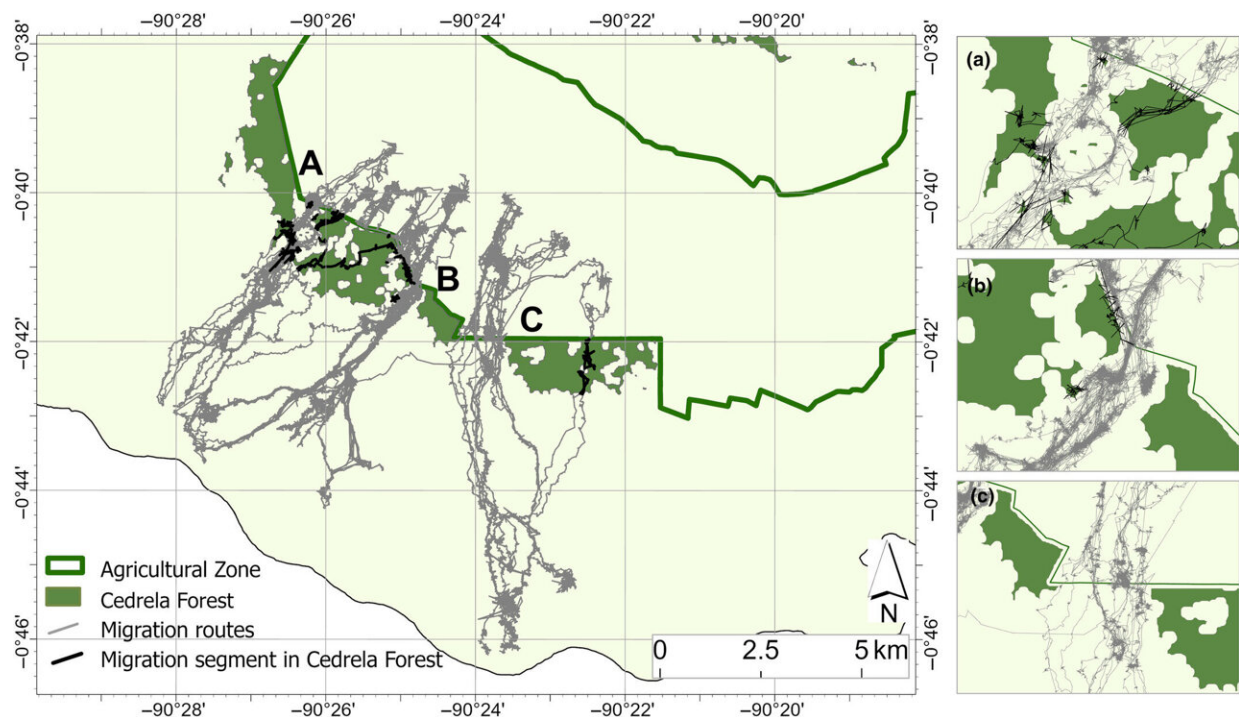 −90°28' −90°26' −90°24' −90°22' −90°20'
−0°38' −0°38'
−0°40' −0°40'
−0°42' −0°42'
−0°44' −0°44'
−0°46' −0°46'
A
B
C
Agricultural Zone
Cedrela Forest
Migration routes
Migration segment in Cedrela Forest
N
0 2.5 5 km
−90°28' −90°26' −90°24' −90°22' −90°20'
(a)
(b)
(c)